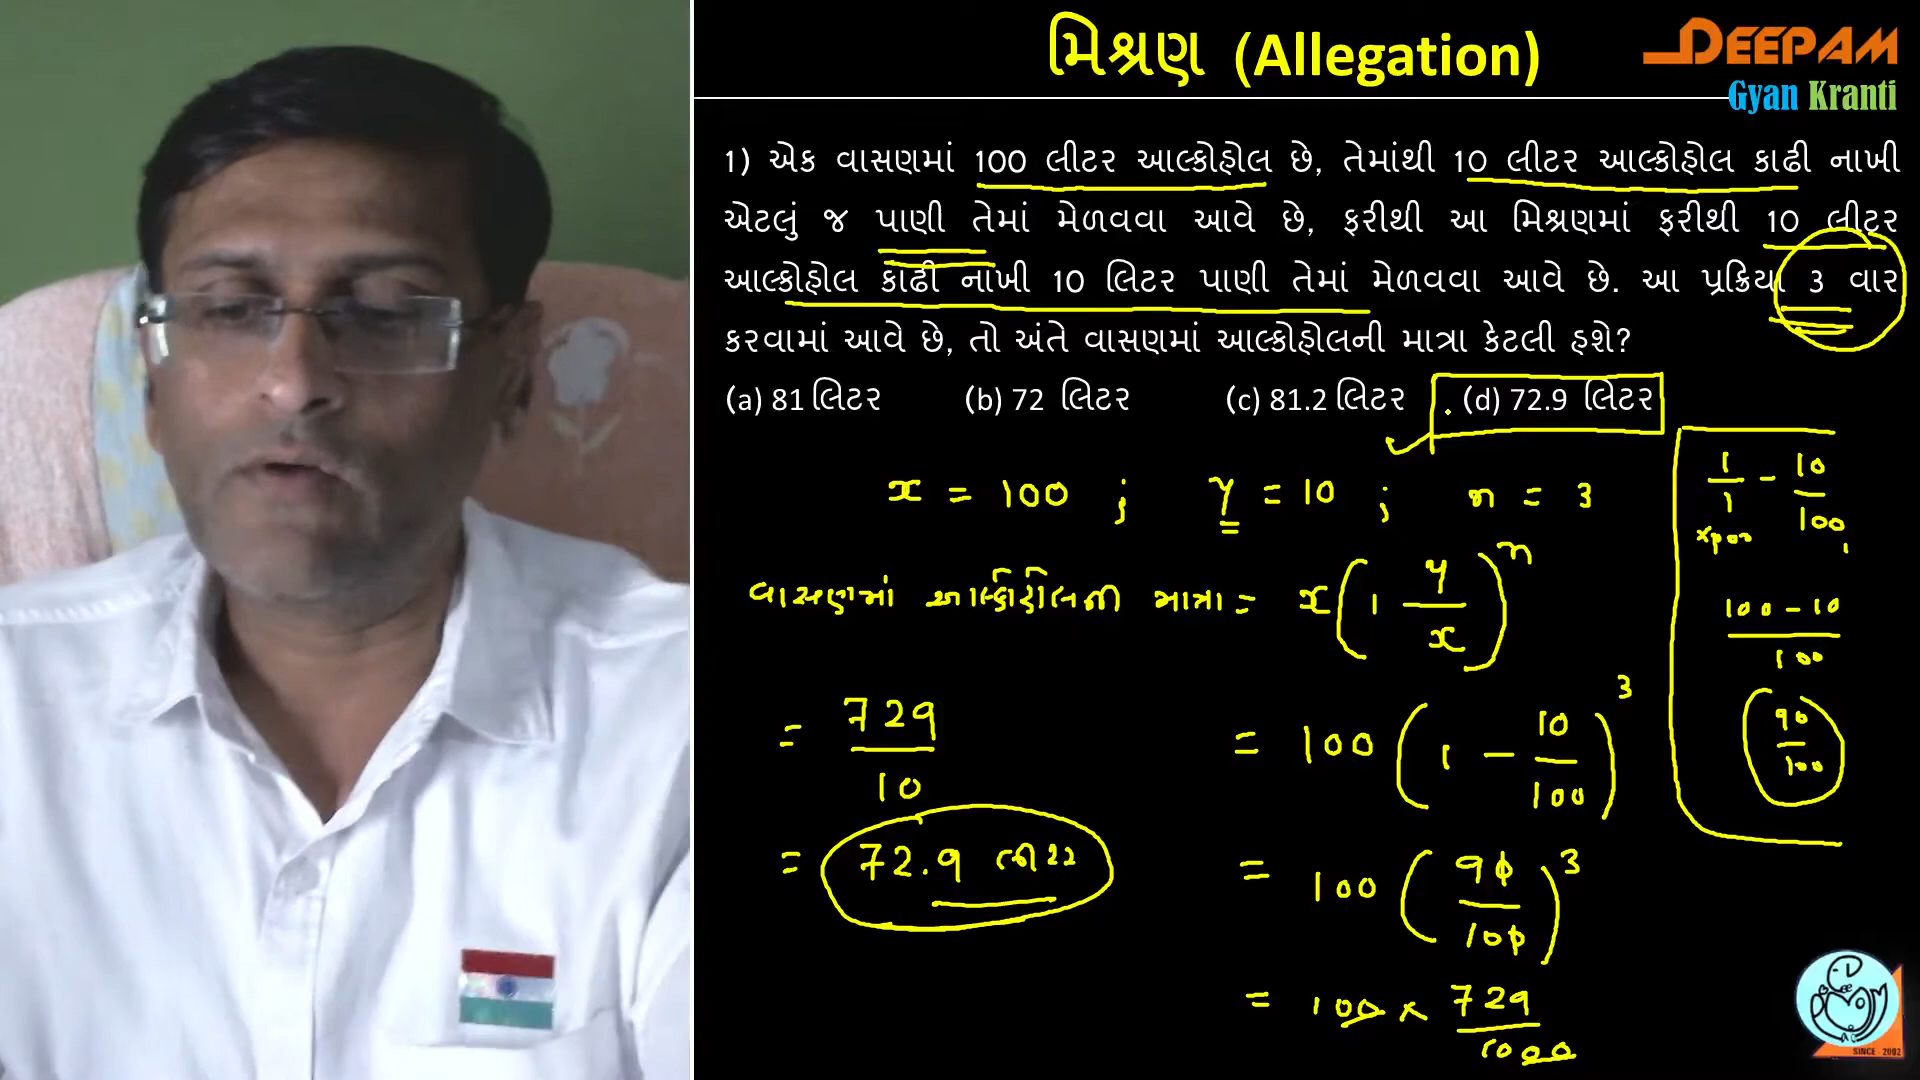 મિશ્રણ (Allegation)
DEEPAM
Gyan Kranti
1) એક વાસણમાં 100 લીટર આલ્કોહોલ છે, તેમાંથી 10 લીટર આલ્કોહોલ કાઢી નાખી
એટલું જ પાણી તેમાં મેળવવા આવે છે, ફરીથી આ મિશ્રણમાં ફરીથી 10 લીટર
આલ્કોહોલ કાઢી નાખી 10 લિટર પાણી તેમાં મેળવવા આવે છે. આ પ્રક્રિયા 3 વાર
કરવામાં આવે છે, તો અંતે વાસણમાં આલ્કોહોલની માત્રા કેટલી હશે?
(a) 81 લિટર (b) 72 લિટર (c) 81.2 લિટર (d) 72.9 લિટર
x = 100 ; y = 10 ; n = 3
વાસણમાં આલ્કોહોલની માત્રા = x(1 y/x)^n
= 100 (1 - 10/100)^3
= 100 (90/100)^3
= 100 × 729/1000
= 729/10
= 72.9 લીટર
1/1 - 10/100
×100
100 - 10/100
90/100
SINCE - 2002